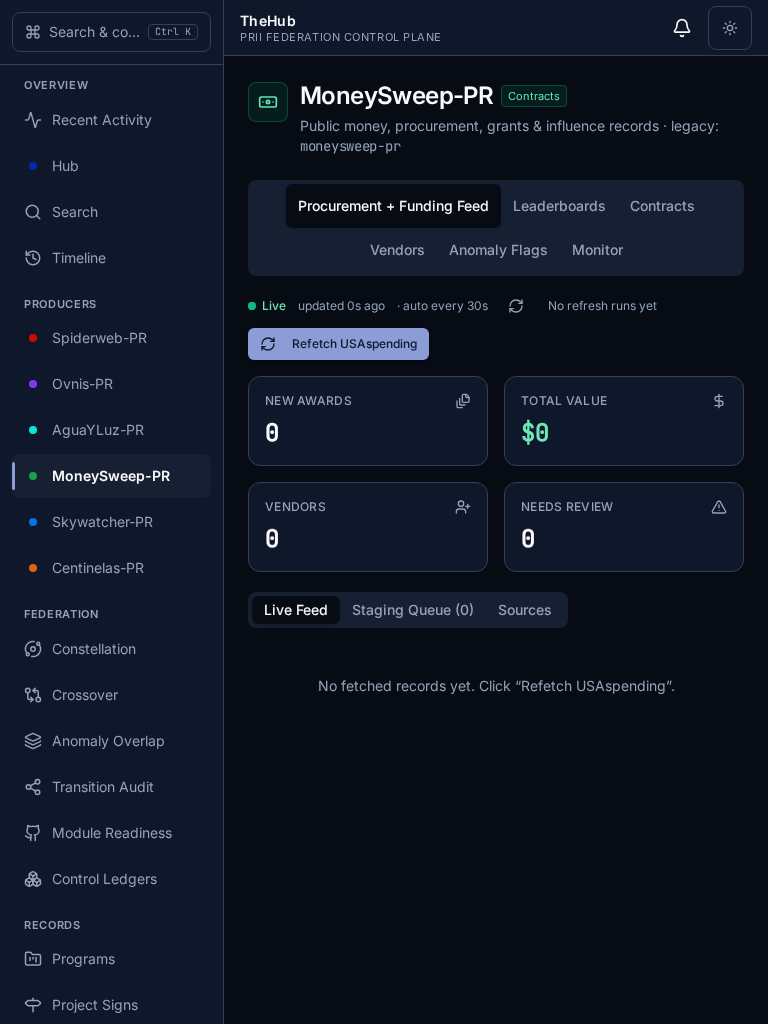 Search & co...
Ctrl K
OVERVIEW
Recent Activity
Hub
Search
Timeline
PRODUCERS
Spiderweb-PR
Ovnis-PR
AguaYLuz-PR
MoneySweep-PR
Skywatcher-PR
Centinelas-PR
FEDERATION
Constellation
Crossover
Anomaly Overlap
Transition Audit
Module Readiness
Control Ledgers
RECORDS
Programs
Project Signs
TheHub
PRII FEDERATION CONTROL PLANE
MoneySweep-PR Contracts
Public money, procurement, grants & influence records · legacy:
moneysweep-pr
Procurement + Funding Feed Leaderboards Contracts
Vendors Anomaly Flags Monitor
Live updated 0s ago · auto every 30s No refresh runs yet
Refetch USAspending
NEW AWARDS
0
TOTAL VALUE
$0
VENDORS
0
NEEDS REVIEW
0
Live Feed Staging Queue (0) Sources
No fetched records yet. Click “Refetch USAspending”.